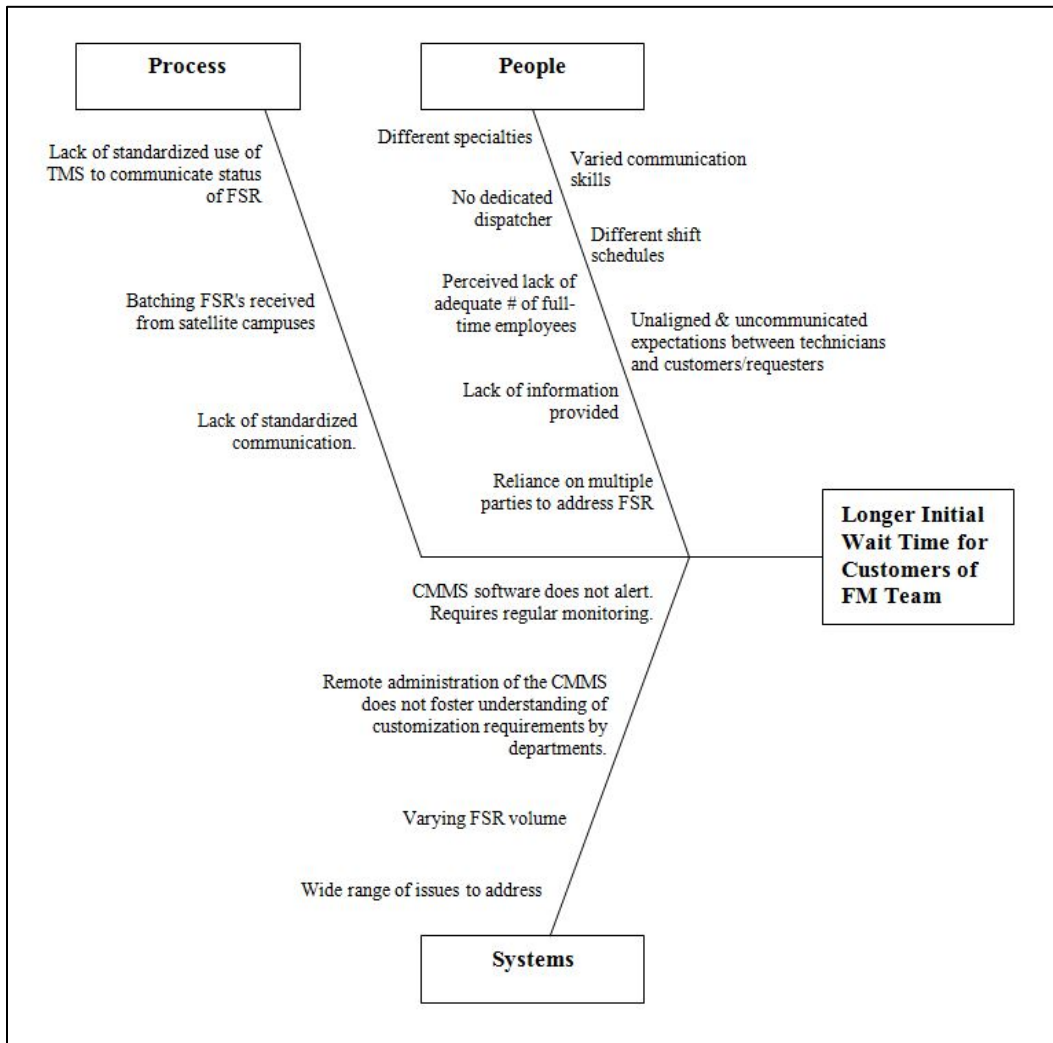 Process
People
Lack of standardized use of
TMS to communicate status
of FSR
Batching FSR's received
from satellite campuses
Lack of standardized
communication.
Different specialties
No dedicated
dispatcher
Perceived lack of
adequate # of full-
time employees
Lack of information
provided
Reliance on multiple
parties to address FSR
Varied communication
skills
Different shift
schedules
Unaligned & uncommunicated
expectations between technicians
and customers/requesters
Longer Initial
Wait Time for
Customers of
FM Team
CMMS software does not alert.
Requires regular monitoring.
Remote administration of the CMMS
does not foster understanding of
customization requirements by
departments.
Varying FSR volume
Wide range of issues to address
Systems